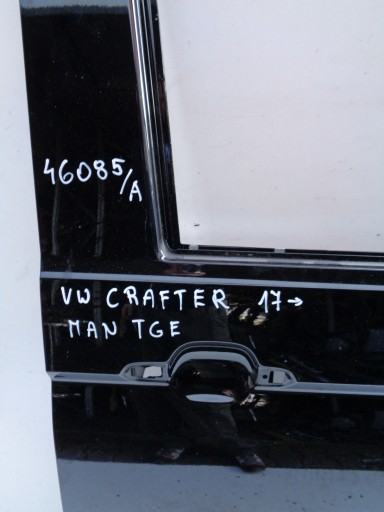 46085/A
VW CRAFTER 17→
MAN TGE